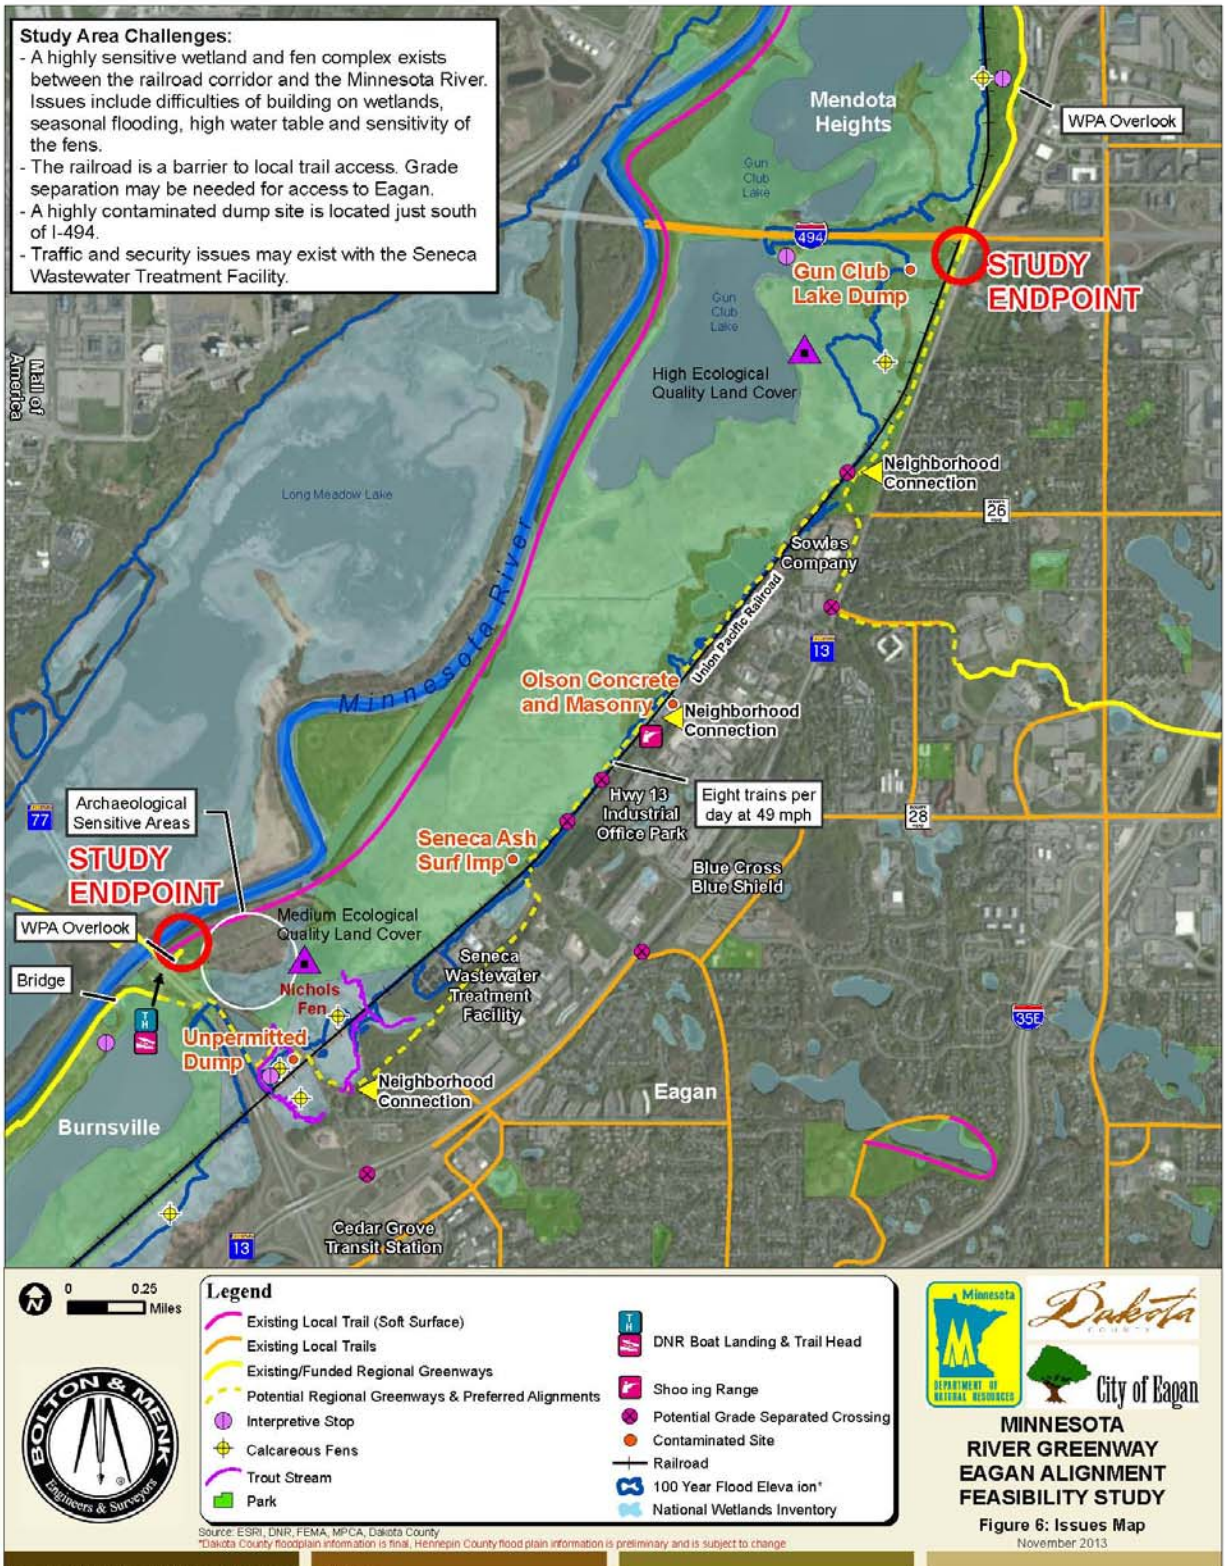 Study Area Challenges:
- A highly sensitive wetland and fen complex exists
between the railroad corridor and the Minnesota River.
Issues include difficulties of building on wetlands,
seasonal flooding, high water table and sensitivity of
the fens.
- The railroad is a barrier to local trail access. Grade
separation may be needed for access to Eagan.
- A highly contaminated dump site is located just south
of I-494.
- Traffic and security issues may exist with the Seneca
Wastewater Treatment Facility.
Mendota
Heights
WPA Overlook
Gun
Club
Lake
494
Gun Club
Lake Dump
STUDY
ENDPOINT
Gun
Club
Lake
High Ecological
Quality Land Cover
Mall of
America
Long Meadow Lake
Neighborhood
Connection
26
Sowles
Company
Union Pacific Railroad
13
Minnesota River
Olson Concrete
and Masonry
Neighborhood
Connection
Eight trains per
day at 49 mph
Hwy 13
Industrial
Office Park
28
Archaeological
Sensitive Areas
77
STUDY
ENDPOINT
Seneca Ash
Surf Imp
Blue Cross
Blue Shield
WPA Overlook
Medium Ecological
Quality Land Cover
Bridge
Nichols
Fen
Seneca
Wastewater
Treatment
Facility
35E
T
H
Unpermitted
Dump
Neighborhood
Connection
Eagan
Burnsville
Cedar Grove
Transit Station
13
N
0 0.25
Miles
BOLTON & MENK
Engineers & Surveyors
Legend
Existing Local Trail (Soft Surface)
Existing Local Trails
Existing/Funded Regional Greenways
Potential Regional Greenways & Preferred Alignments
Interpretive Stop
Calcareous Fens
Trout Stream
Park
T
H
DNR Boat Landing & Trail Head
Shoo ing Range
Potential Grade Separated Crossing
Contaminated Site
Railroad
100 Year Flood Eleva ion*
National Wetlands Inventory
Source: ESRI, DNR, FEMA, MPCA, Dakota County
*Dakota County floodplain information is final, Hennepin County flood plain information is preliminary and is subject to change
Minnesota
DEPARTMENT OF
NATURAL RESOURCES
Dakota
COUNTY
City of Eagan
MINNESOTA
RIVER GREENWAY
EAGAN ALIGNMENT
FEASIBILITY STUDY
Figure 6: Issues Map
November 2013